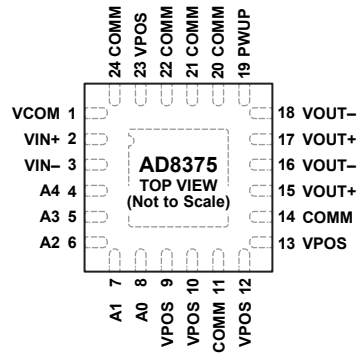 24 COMM
23 VPOS
22 COMM
21 COMM
20 COMM
19 PWUP
VCOM 1
VIN+ 2
VIN– 3
A4 4
A3 5
A2 6
AD8375
TOP VIEW
(Not to Scale)
18 VOUT–
17 VOUT+
16 VOUT–
15 VOUT+
14 COMM
13 VPOS
A1 7
A0 8
VPOS 9
VPOS 10
COMM 11
VPOS 12